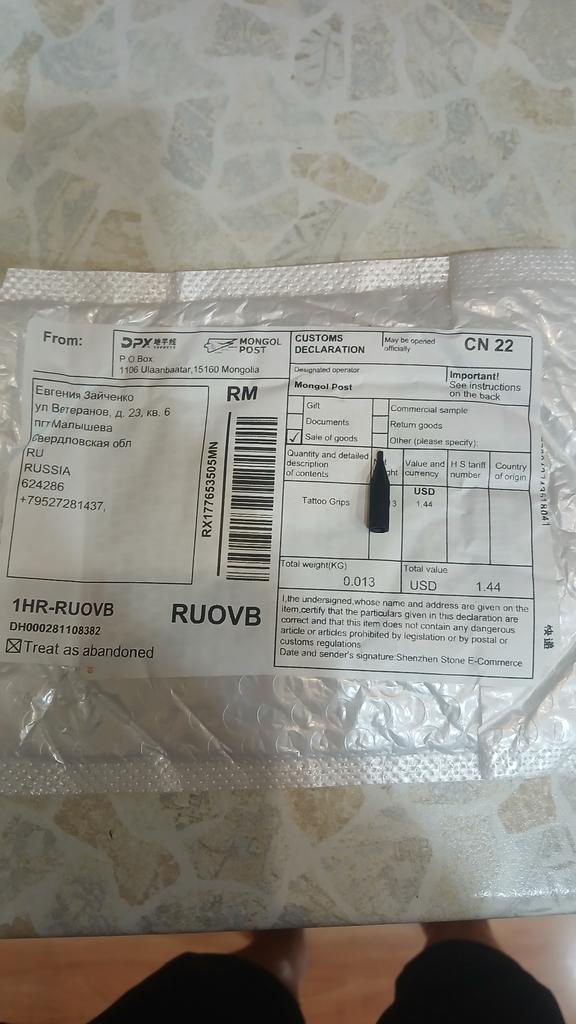 From:
DPX 地平线
EXPRESS
MONGOL
POST
P.O Box:
1106 Ulaanbaatar,15160 Mongolia
CUSTOMS
DECLARATION
May be opened
officially
CN 22
Designated operator
Mongol Post
Important!
See instructions
on the back
Gift
Commercial sample
Documents
Return goods
Sale of goods
Other (please specify):
Евгения Зайченко
ул Ветеранов, д. 23, кв. 6
пгт Малышева
Свердловская обл
RU
RUSSIA
624286
+79527281437,
RM
RX177653505MN
Quantity and detailed
description
of contents
Value and
currency
H S tariff
number
Country
of origin
USD
Tattoo Grips
1.44
Total weight(KG)
0.013
Total value
USD 1.44
1HR-RUOVB
RUOVB
DH000281108382
Treat as abandoned
I,the undersigned,whose name and address are given on the
item,certify that the particulars given in this declaration are
correct and that this item does not contain any dangerous
article or articles prohibited by legislation or by postal or
customs regulations
Date and sender's signature:Shenzhen Stone E-Commerce
快递